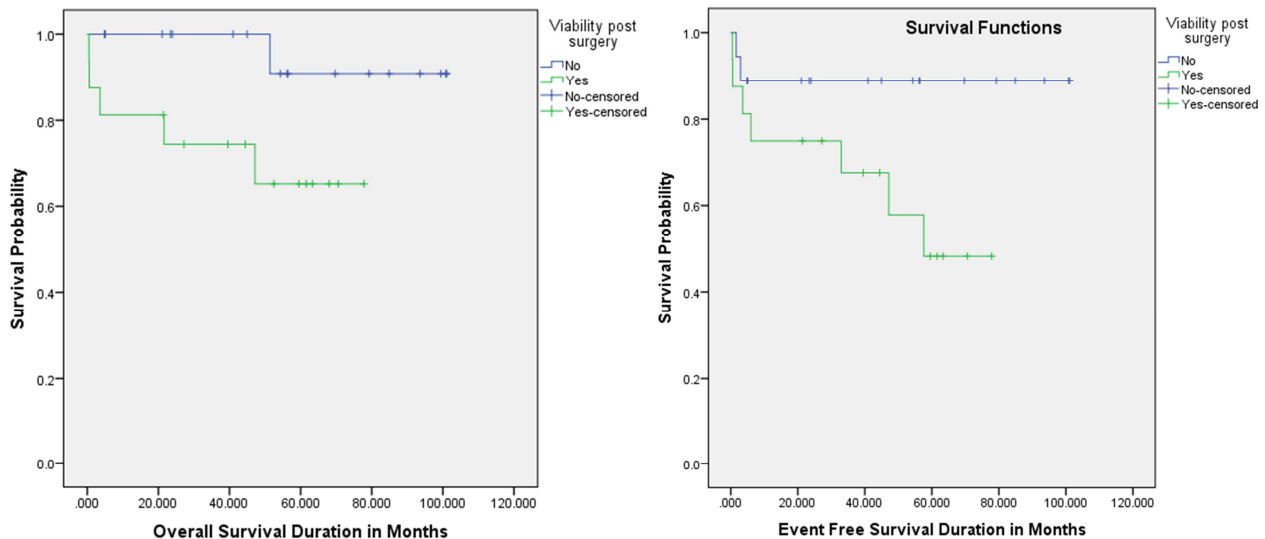 Viability post
surgery
No
Yes
No-censored
Yes-censored
1.0
0.8
0.6
0.4
0.2
0.0
Survival Probability
.000 20.000 40.000 60.000 80.000 100.000 120.000
Overall Survival Duration in Months
Survival Functions
Viability post
surgery
No
Yes
No-censored
Yes-censored
1.0
0.8
0.6
0.4
0.2
0.0
Survival Probability
.000 20.000 40.000 60.000 80.000 100.000 120.000
Event Free Survival Duration in Months